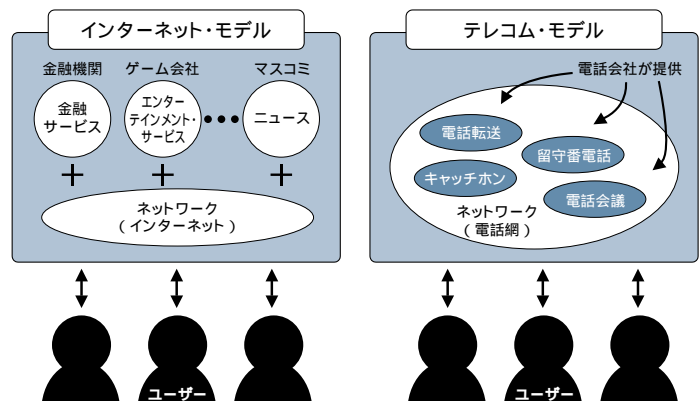 インターネット・モデル
金融機関
ゲーム会社
マスコミ
金融
サービス
エンター
テインメント・
サービス
•••
ニュース
+
+
+
ネットワーク
(インターネット)
ユーザー
テレコム・モデル
電話会社が提供
電話転送
留守番電話
キャッチホン
電話会議
ネットワーク
(電話網)
ユーザー